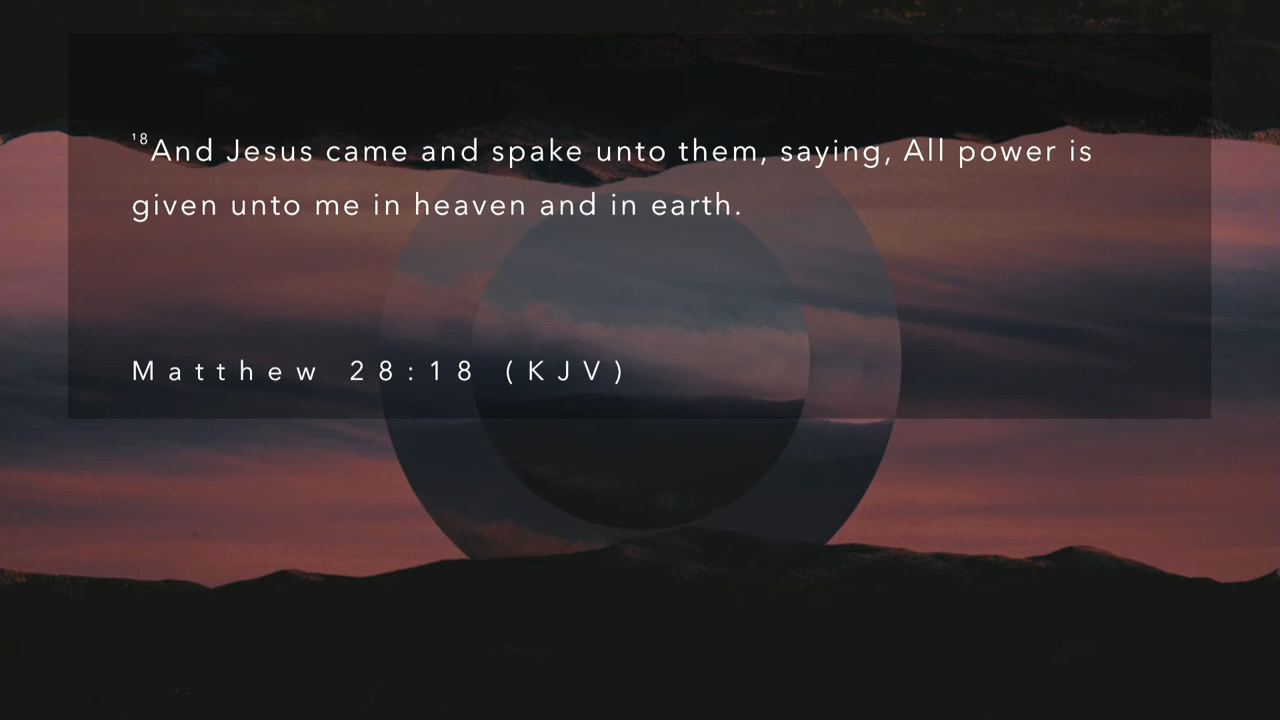 ¹⁸And Jesus came and spake unto them, saying, All power is
given unto me in heaven and in earth.
Matthew 28:18 (KJV)